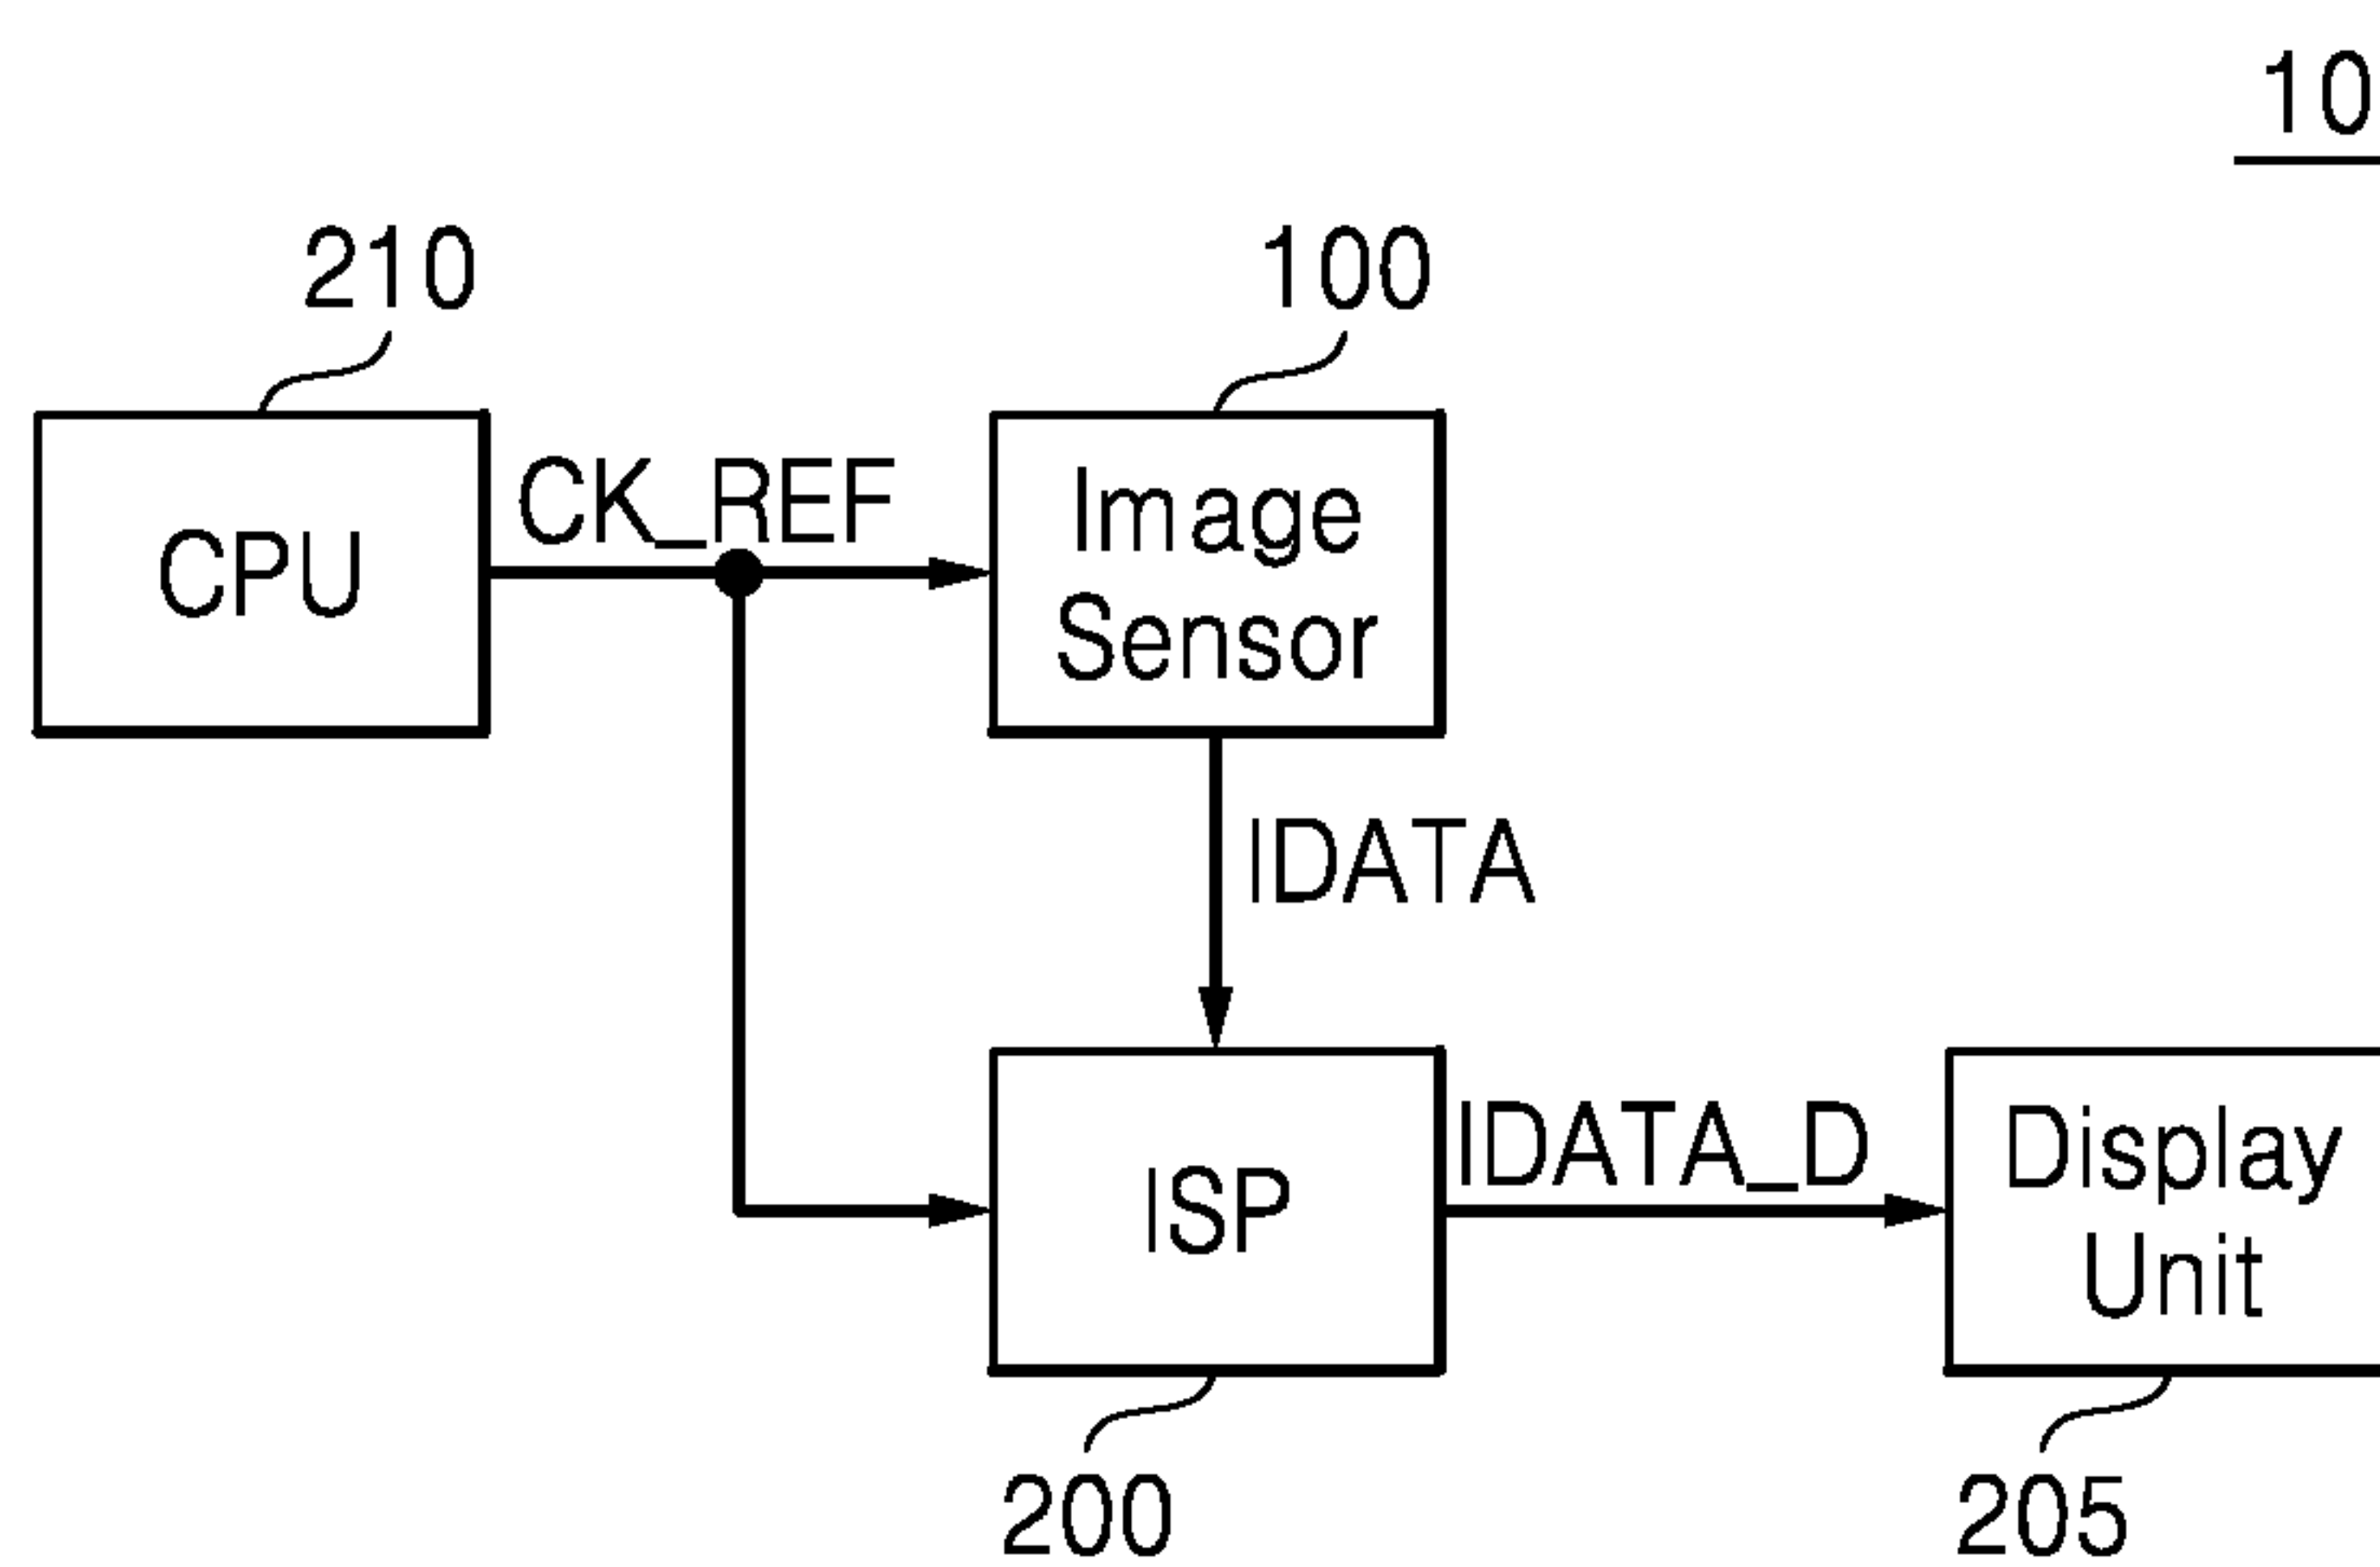 10
210
100
CK_REF
CPU
Image
Sensor
IDATA
ISP
IDATA_D
Display
Unit
200
205